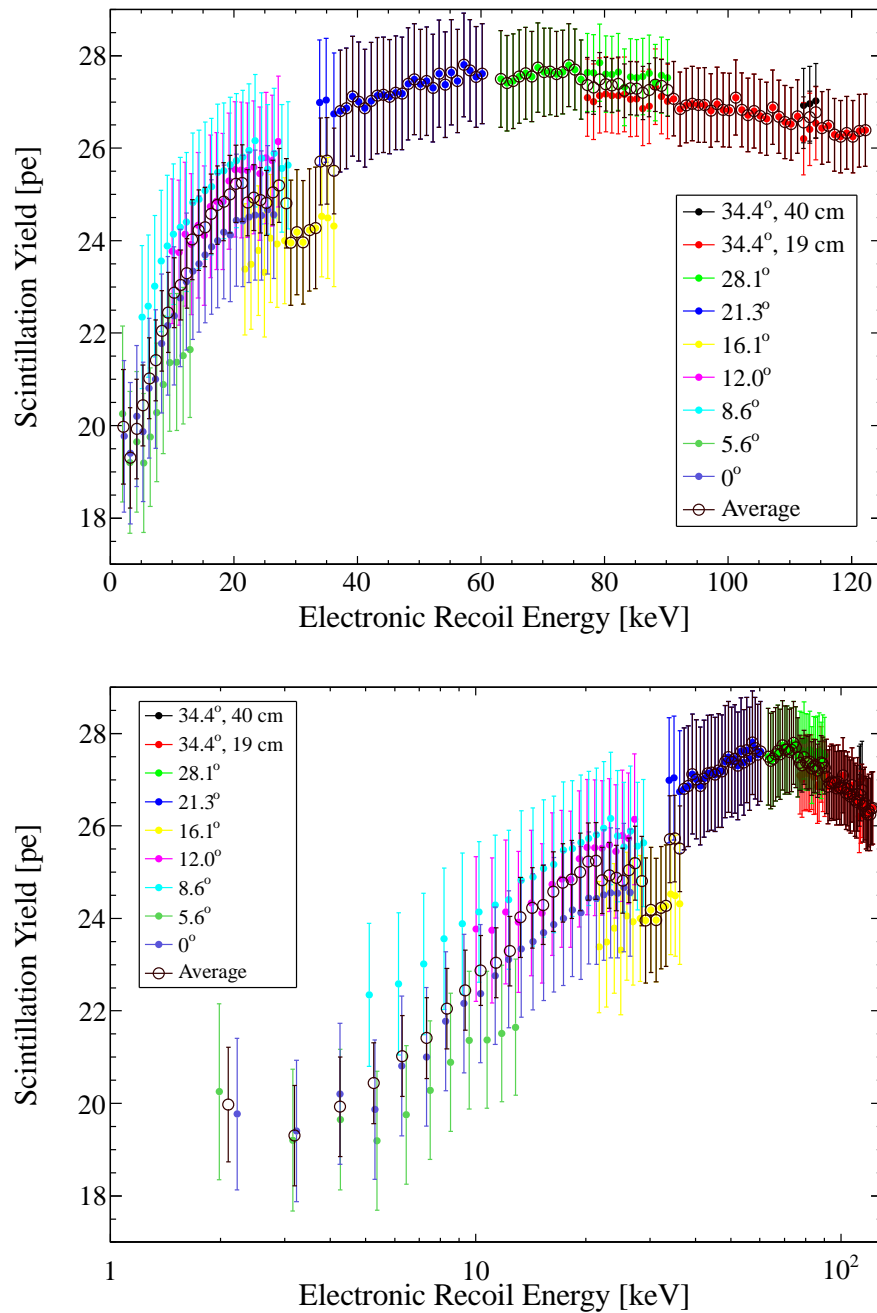 28
26
24
22
20
18
0 20 40 60 80 100 120
Scintillation Yield [pe]
Electronic Recoil Energy [keV]
34.4°, 40 cm
34.4°, 19 cm
28.1°
21.3°
16.1°
12.0°
8.6°
5.6°
0°
Average
28
26
24
22
20
18
1 10 10²
Scintillation Yield [pe]
Electronic Recoil Energy [keV]
34.4°, 40 cm
34.4°, 19 cm
28.1°
21.3°
16.1°
12.0°
8.6°
5.6°
0°
Average